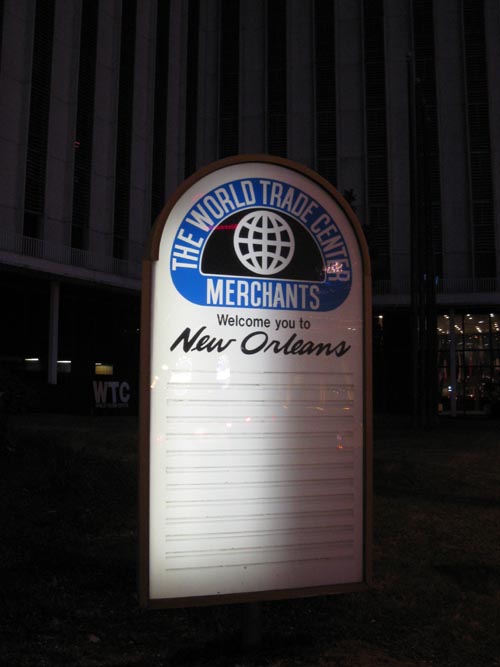 THE WORLD TRADE CENTER
MERCHANTS
Welcome you to
New Orleans
WTC